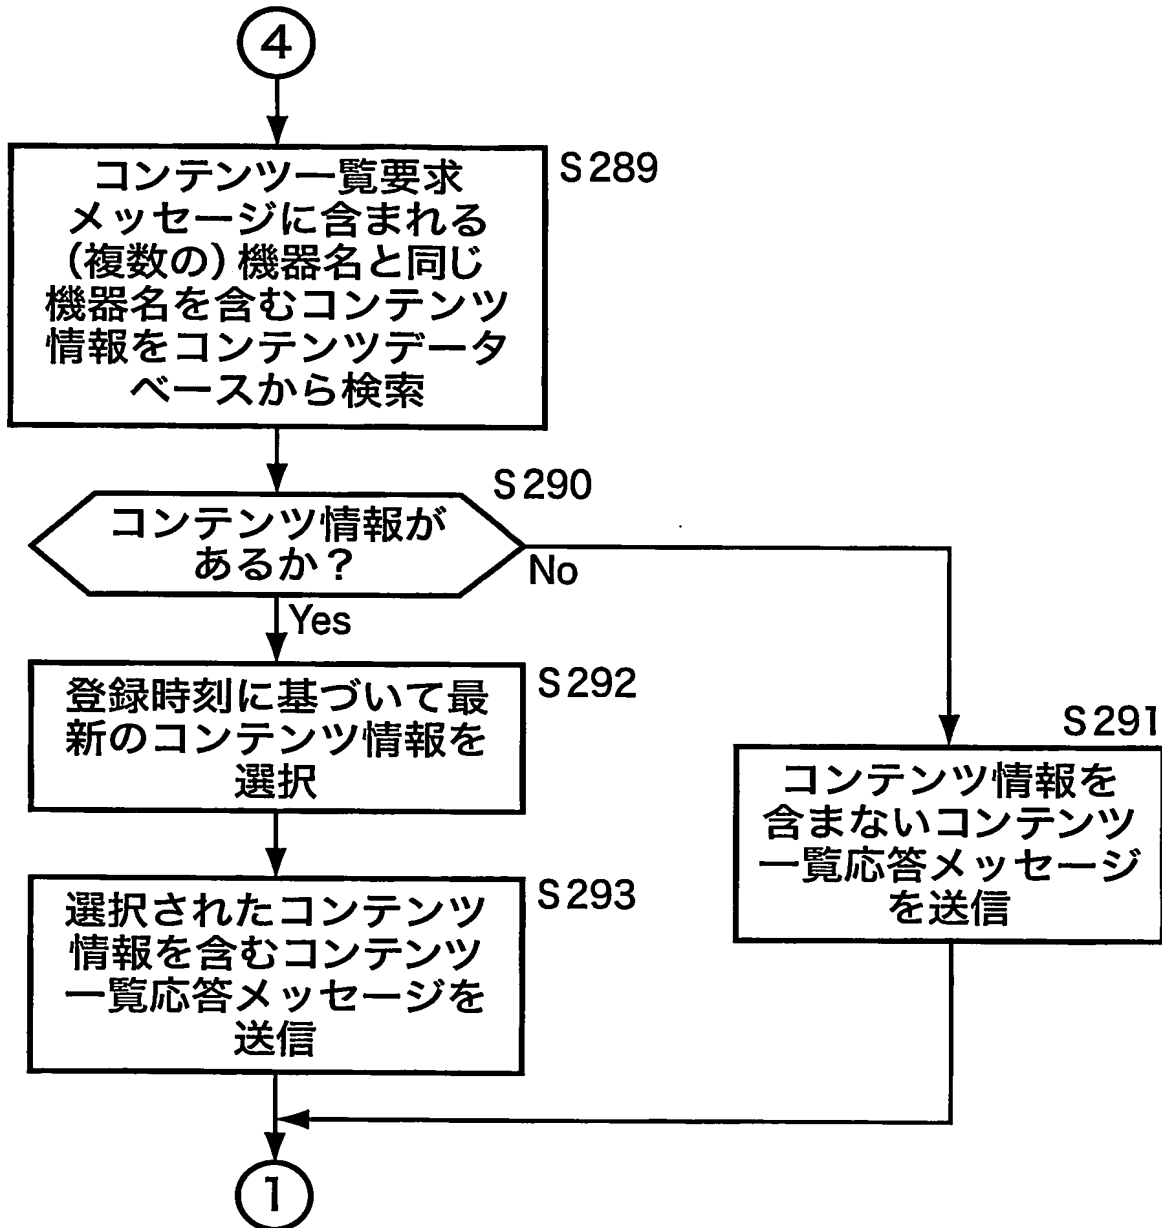 4
コンテンツ一覧要求
メッセージに含まれる
(複数の)機器名と同じ
機器名を含むコンテンツ
情報をコンテンツデータ
ベースから検索
S289
S290
コンテンツ情報が
あるか？
No
Yes
登録時刻に基づいて最
新のコンテンツ情報を
選択
S292
S291
コンテンツ情報を
含まないコンテンツ
一覧応答メッセージ
を送信
選択されたコンテンツ
情報を含むコンテンツ
一覧応答メッセージを
送信
S293
1